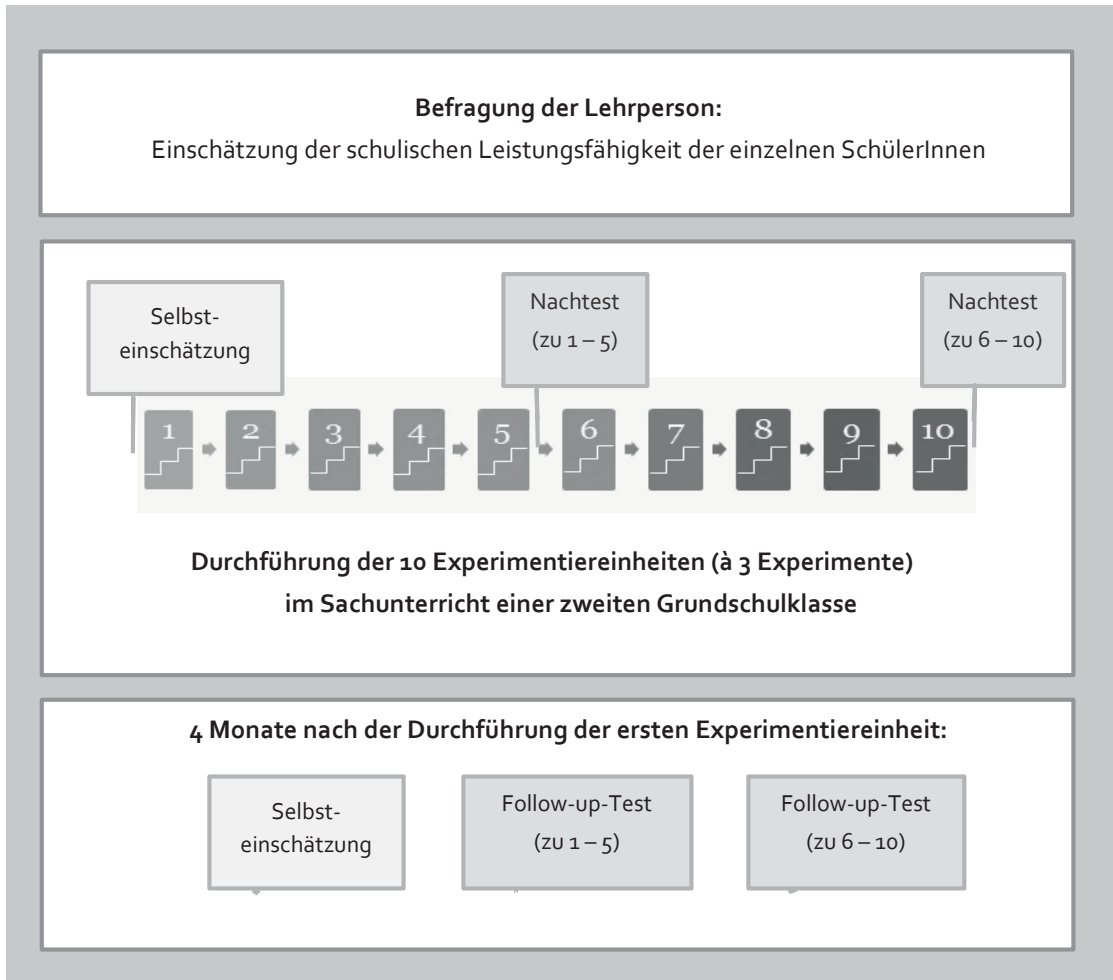 Befragung der Lehrperson:
Einschätzung der schulischen Leistungsfähigkeit der einzelnen SchülerInnen
Selbst-
einschätzung
Nachtest
(zu 1 – 5)
Nachtest
(zu 6 – 10)
1 2 3 4 5 6 7 8 9 10
Durchführung der 10 Experimentiereinheiten (à 3 Experimente)
im Sachunterricht einer zweiten Grundschulklasse
4 Monate nach der Durchführung der ersten Experimentiereinheit:
Selbst-
einschätzung
Follow-up-Test
(zu 1 – 5)
Follow-up-Test
(zu 6 – 10)